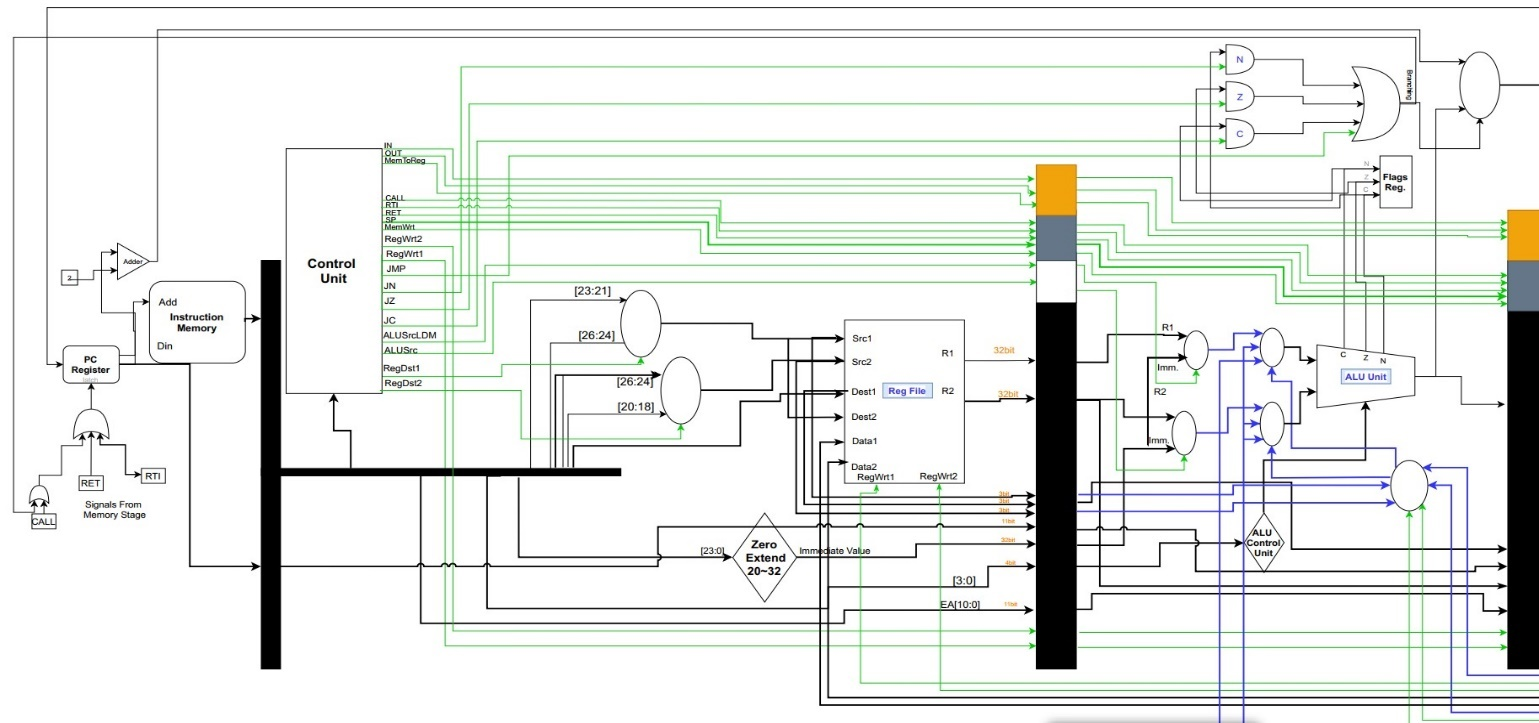 N
Z
C
Branching
N
Z
C
Flags
Reg.
Control
Unit
IN
OUT
MemToReg
CALL
RTI
RET
SP
MemWrt
RegWrt2
RegWrt1
JMP
JN
JZ
JC
ALUSrcLDM
ALUSrc
RegDst1
RegDst2
Adder
2
Add
Instruction
Memory
Din
PC
Register
RET
RTI
CALL
Signals From
Memory Stage
[23:21]
[26:24]
[26:24]
[20:18]
Src1
Src2
Dest1
Dest2
Data1
Data2
RegWrt1
RegWrt2
R1
R2
Reg File
32bit
32bit
3bit
3bit
3bit
11bit
32bit
4bit
11bit
[23:0]
Zero
Extend
20~32
Immediate Value
[3:0]
EA[10:0]
R1
Imm.
R2
Imm.
C
Z
N
ALU Unit
ALU
Control
Unit